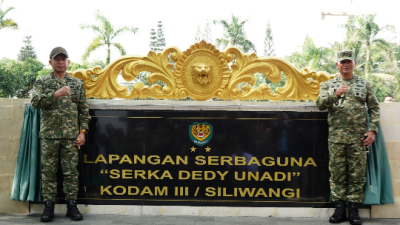 LAPANGAN SERBAGUNA
“SERKA DEDY UNADI”
KODAM III / SILIWANGI